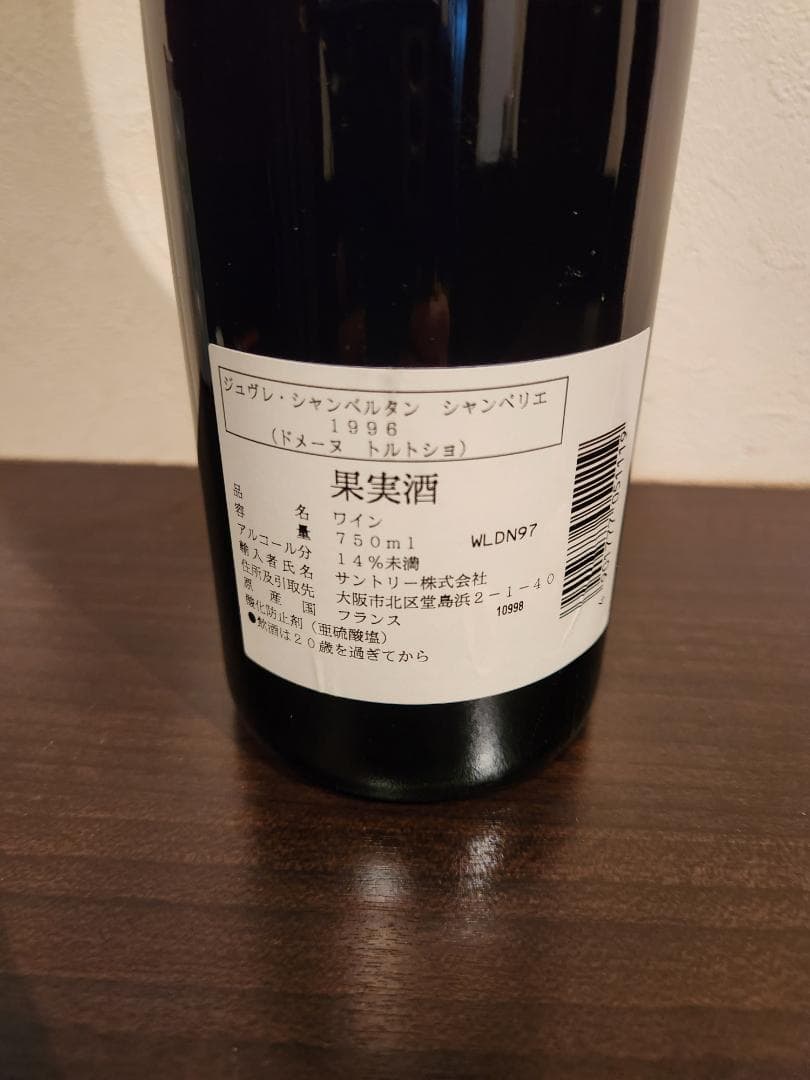 ジュヴレ・シャンベルタン　シャンペリエ
１９９６
（ドメーヌ　トルトショ）
果実酒
品名 ワイン
容量 ７５０ｍｌ WLDN97
アルコール分 １４％未満
輸入者氏名 サントリー株式会社
住所及引取先 大阪市北区堂島浜２－１－４０
原産国 フランス 10998
酸化防止剤（亜硫酸塩）
●飲酒は２０歳を過ぎてから